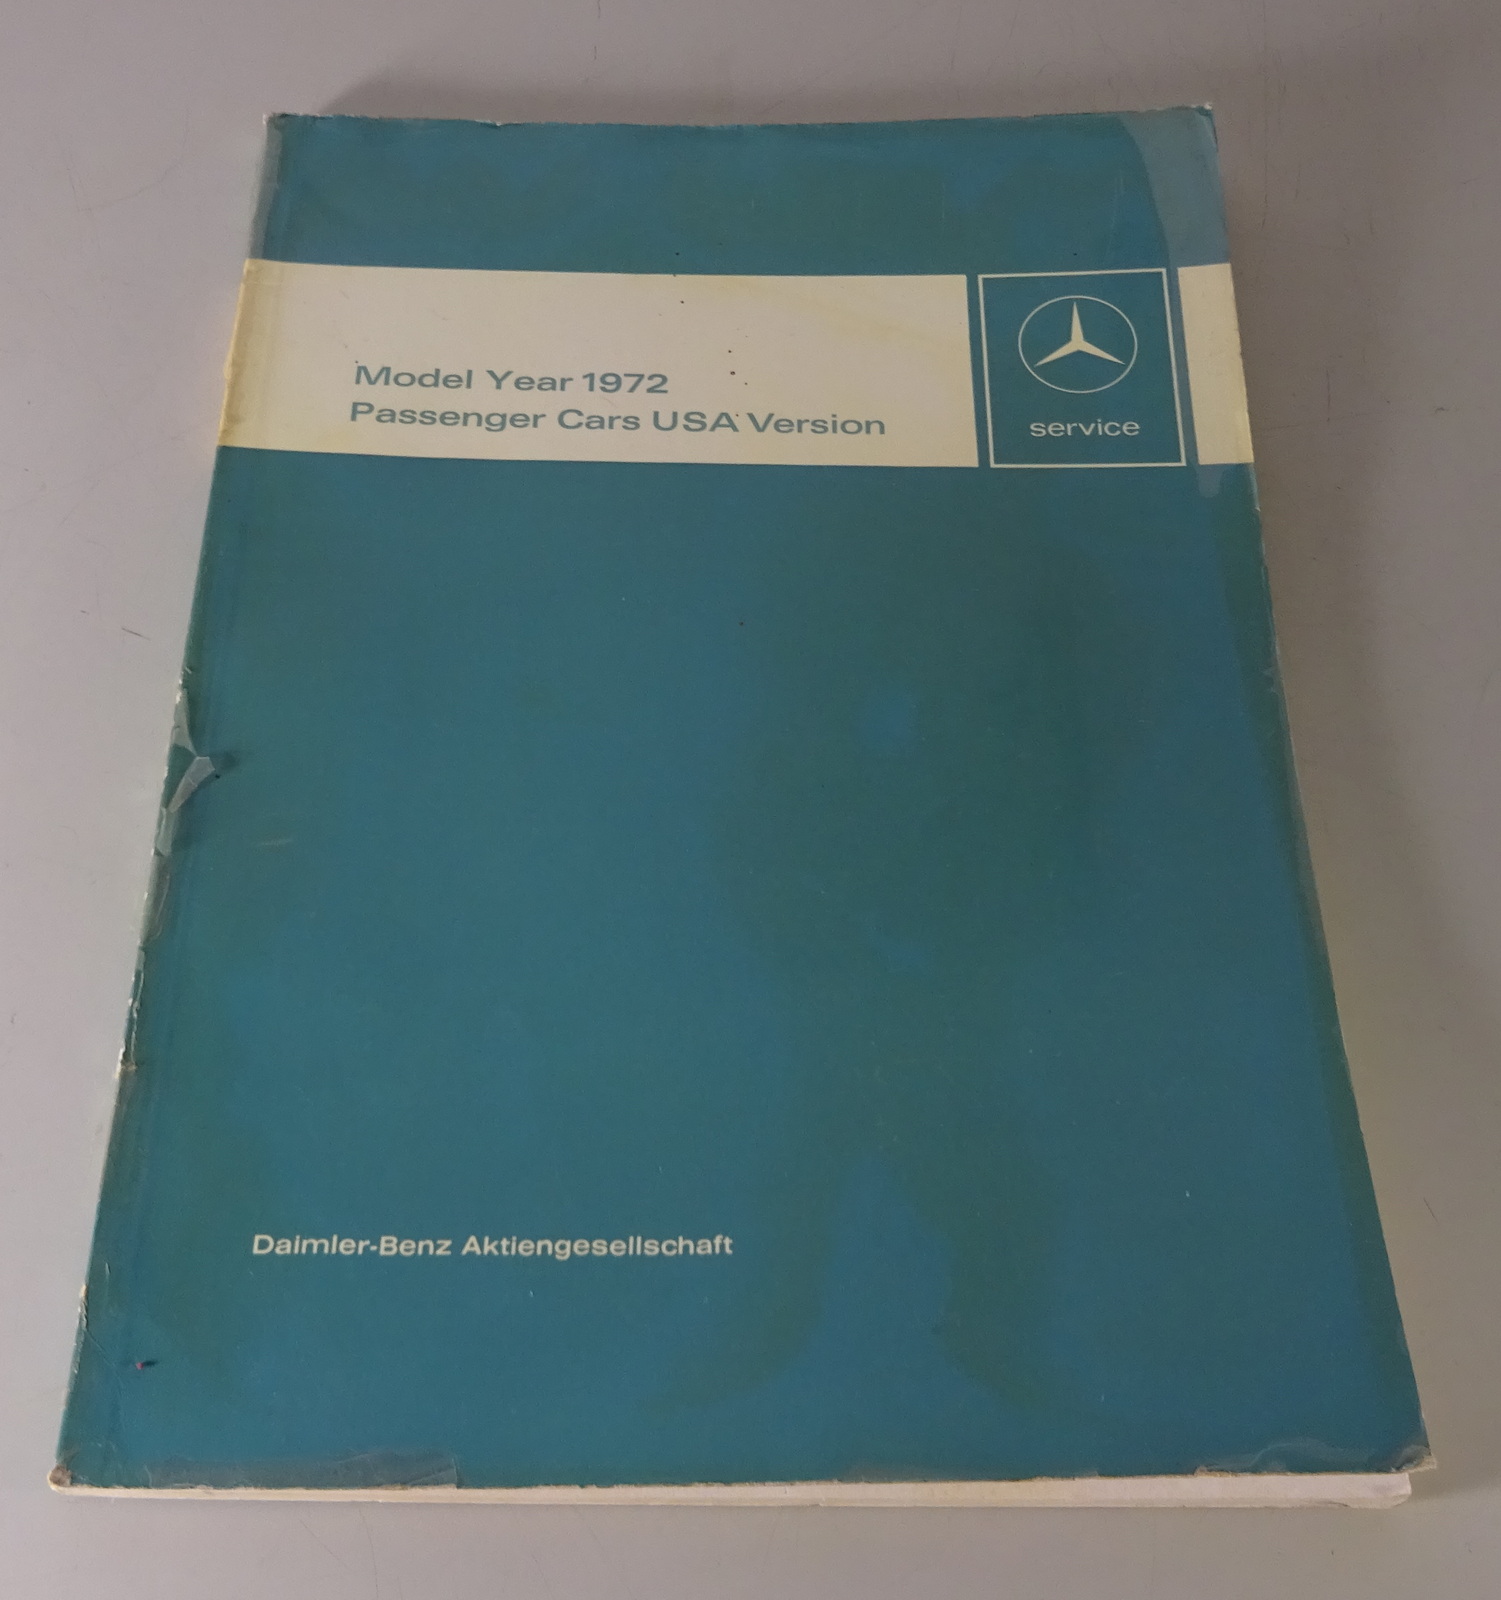 Model Year 1972
Passenger Cars USA Version
service
Daimler-Benz Aktiengesellschaft